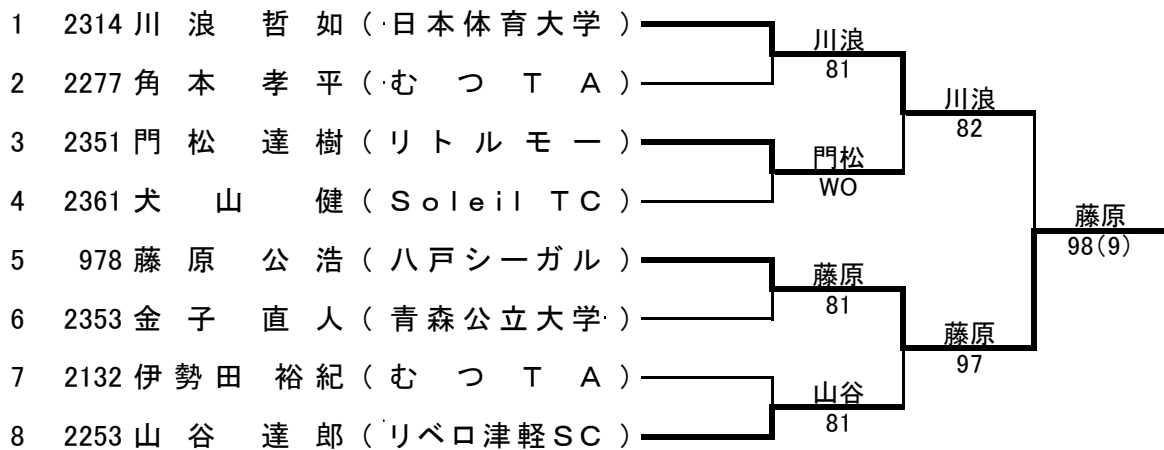 1 2314 川浪 哲如 (日本体育大学)
川浪
81
2 2277 角本 孝平 (むつTA)
川浪
82
3 2351 門松 達樹 (リトルモー)
門松
WO
4 2361 犬山 健 (Soleil TC)
藤原
98(9)
5 978 藤原 公浩 (八戸シーガル)
藤原
81
6 2353 金子 直人 (青森公立大学)
藤原
97
7 2132 伊勢田 裕紀 (むつTA)
山谷
81
8 2253 山谷 達郎 (リベロ津軽SC)